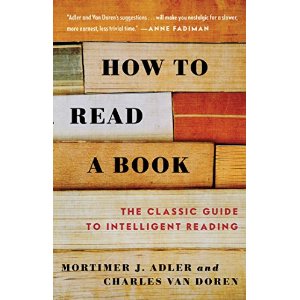 "Adler and Van Doren's suggestions . . . will make you nostalgic for a slower,
more earnest, less trivial time." —ANNE FADIMAN
HOW TO
READ
A BOOK
THE CLASSIC GUIDE
TO INTELLIGENT READING
MORTIMER J. ADLER and
CHARLES VAN DOREN